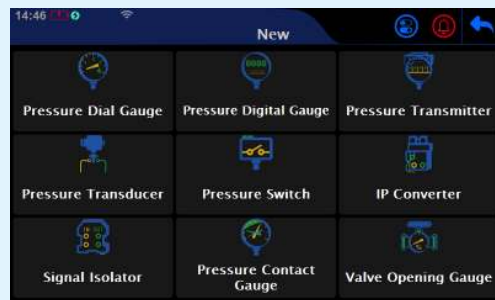 14:46
New
Pressure Dial Gauge
Pressure Digital Gauge
Pressure Transmitter
Pressure Transducer
Pressure Switch
IP Converter
Signal Isolator
Pressure Contact
Gauge
Valve Opening Gauge